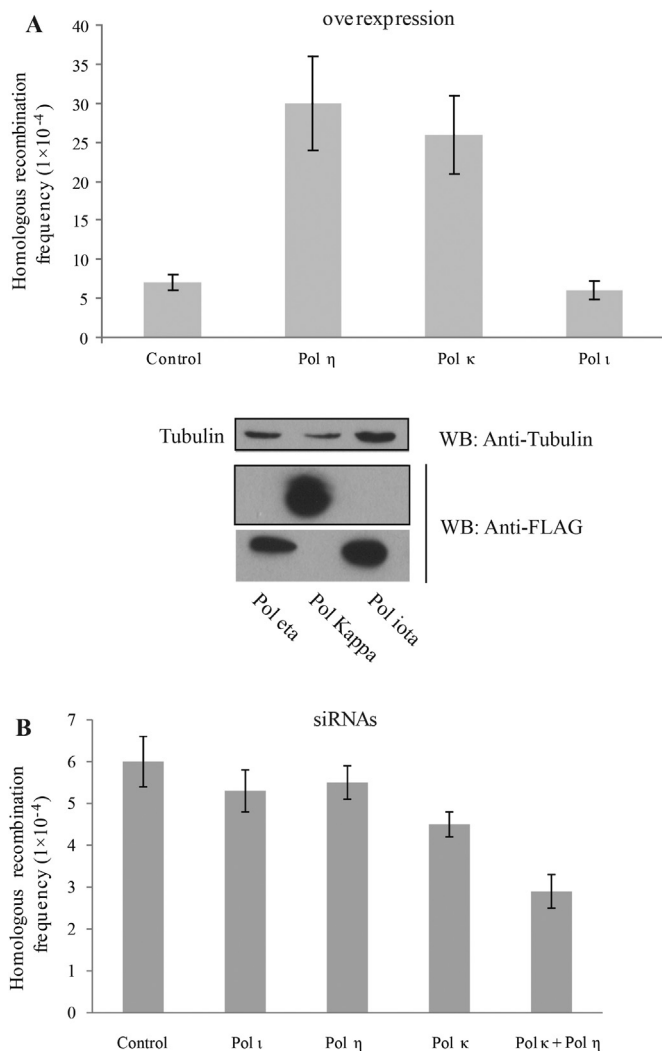 A
overexpression
Homologous recombination
frequency (1×10-4)
40
35
30
25
20
15
10
5
0
Control
Pol η
Pol κ
Pol ι
Tubulin
WB: Anti-Tubulin
WB: Anti-FLAG
Pol eta
Pol Kappa
Pol iota
B
siRNAs
Homologous recombination
frequency (1×10-4)
7
6
5
4
3
2
1
0
Control
Pol ι
Pol η
Pol κ
Pol κ + Pol η